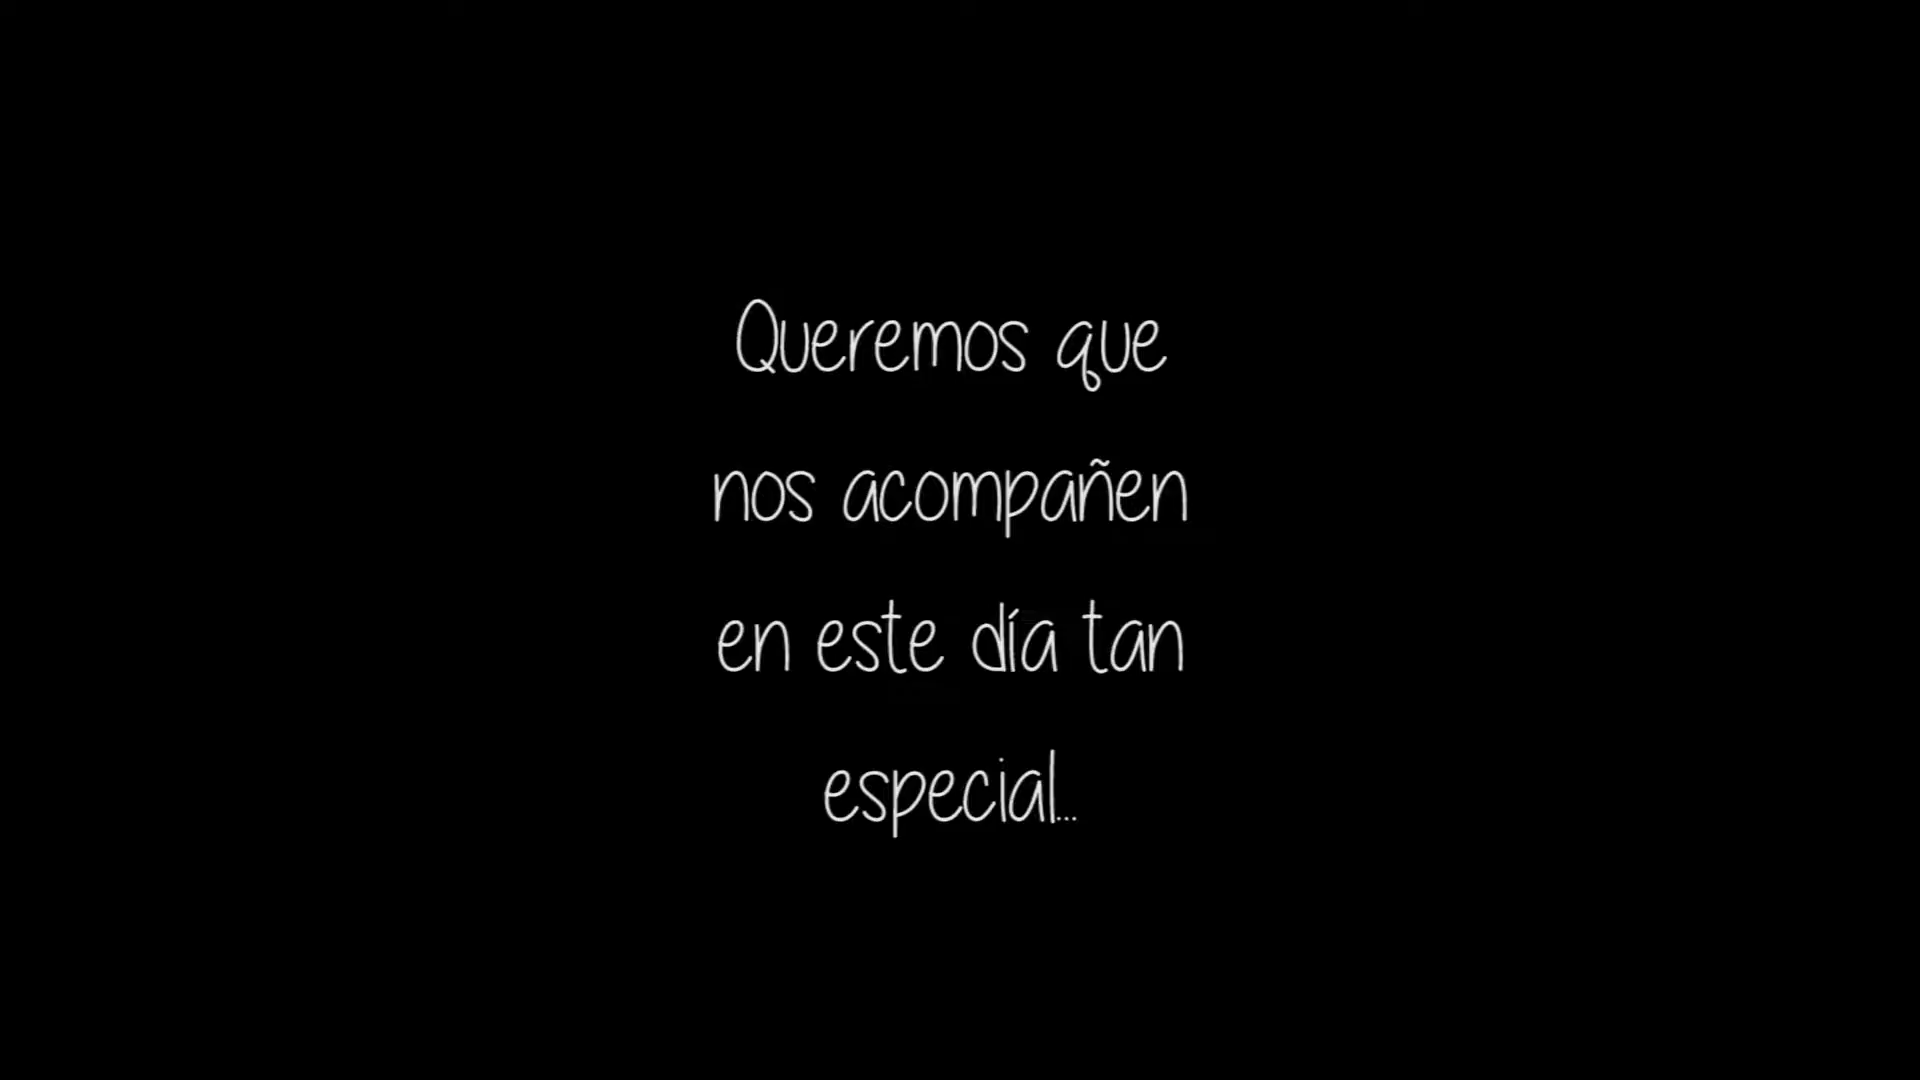 Queremos que
nos acompañen
en este día tan
especial...